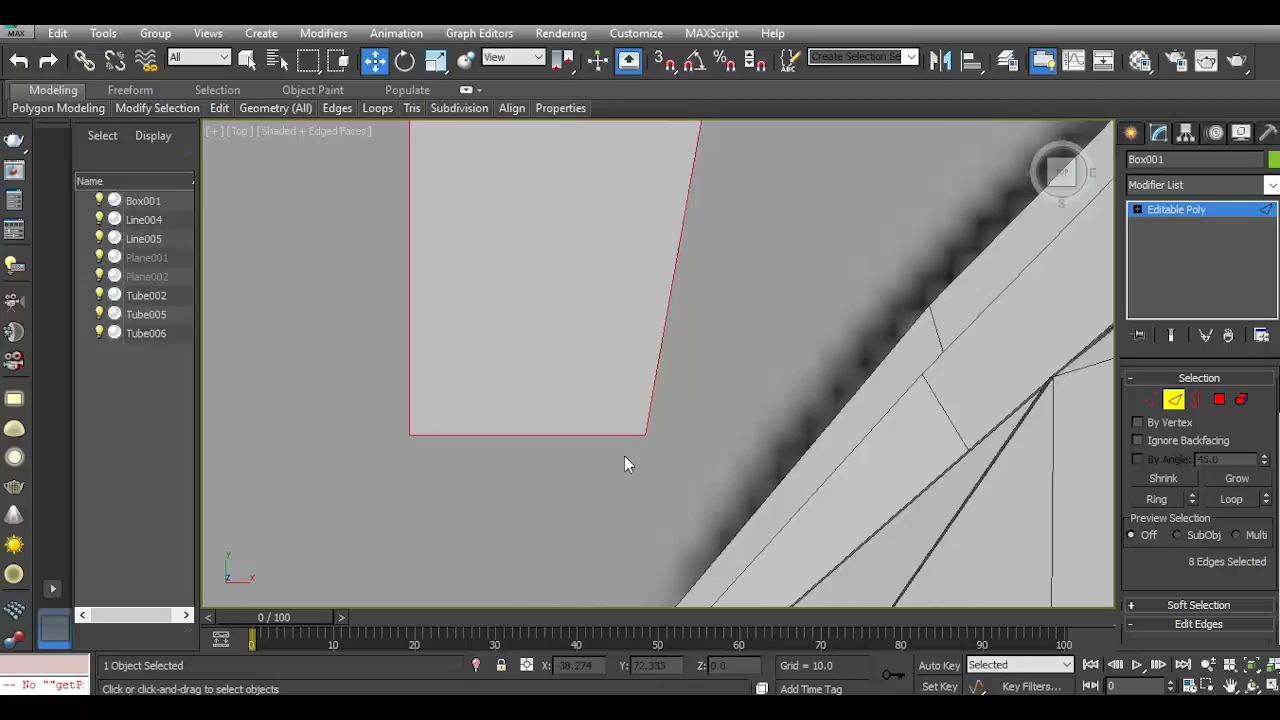 MAX Edit Tools Group Views Create Modifiers Animation Graph Editors Rendering Customize MAXScript Help
All View Create Selection Se
Modeling Freeform Selection Object Paint Populate
Polygon Modeling Modify Selection Edit Geometry (All) Edges Loops Tris Subdivision Align Properties
[+] [Top] [Shaded + Edged Faces]
Select Display
Name
Box001
Line004
Line005
Plane001
Plane002
Tube002
Tube005
Tube006
TOP
S
y
x
z
Box001
Modifier List
Editable Poly
Selection
By Vertex
Ignore Backfacing
By Angle: 45.0
Shrink Grow
Ring Loop
Preview Selection
Off SubObj Multi
8 Edges Selected
Soft Selection
Edit Edges
0 / 100
0 10 20 30 40 50 60 70 80 90 100
1 Object Selected X: -38.274 Y: 72.333 Z: 0.0 Grid = 10.0 Auto Key Selected
-- No ""getP Click or click-and-drag to select objects Add Time Tag Set Key Key Filters... 0